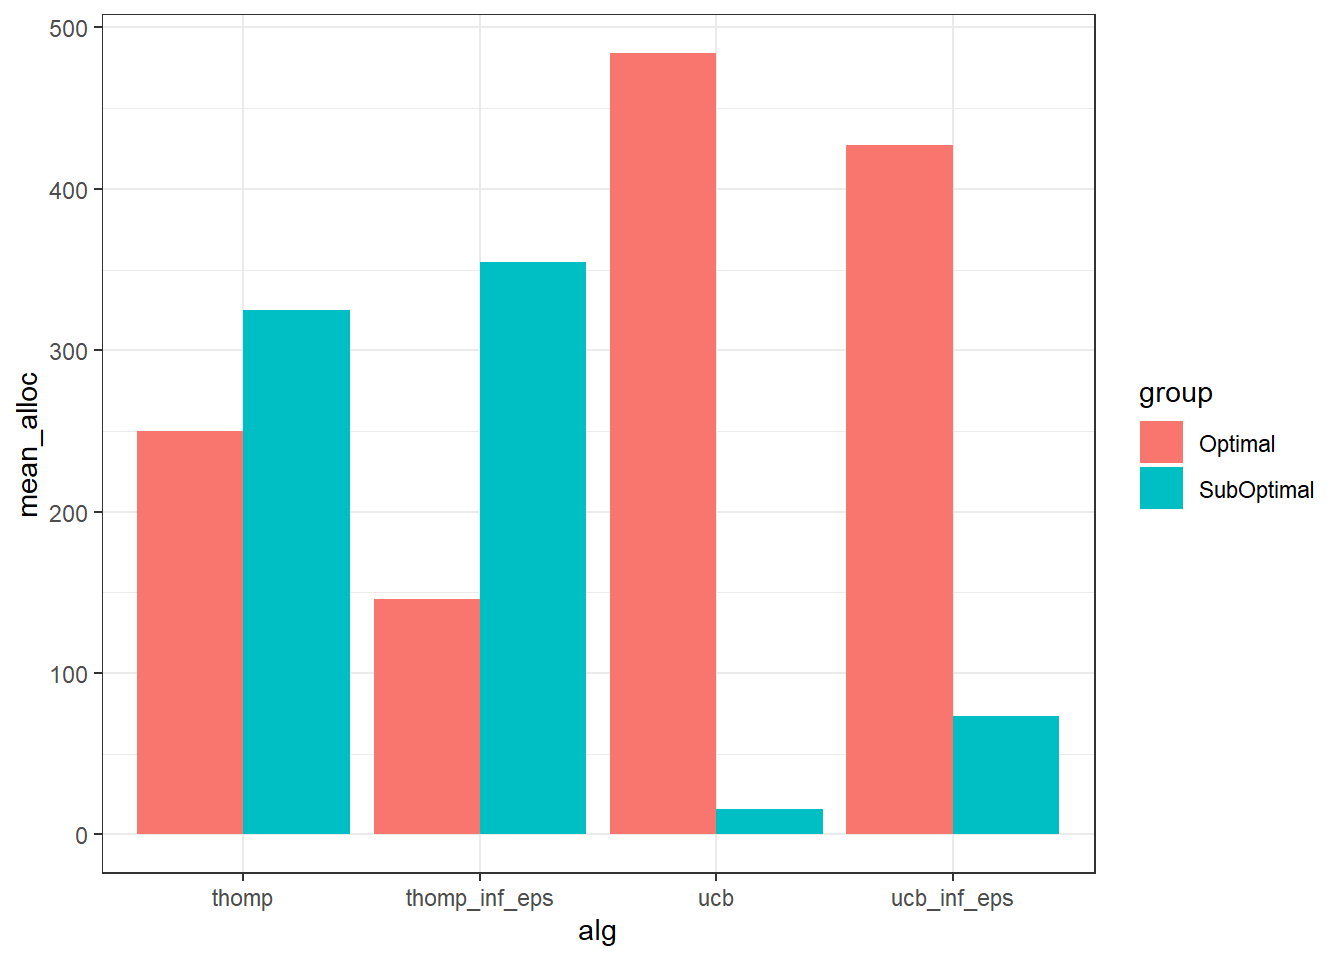 500
400
300
200
100
0
mean_alloc
thomp
thomp_inf_eps
ucb
ucb_inf_eps
alg
group
Optimal
SubOptimal